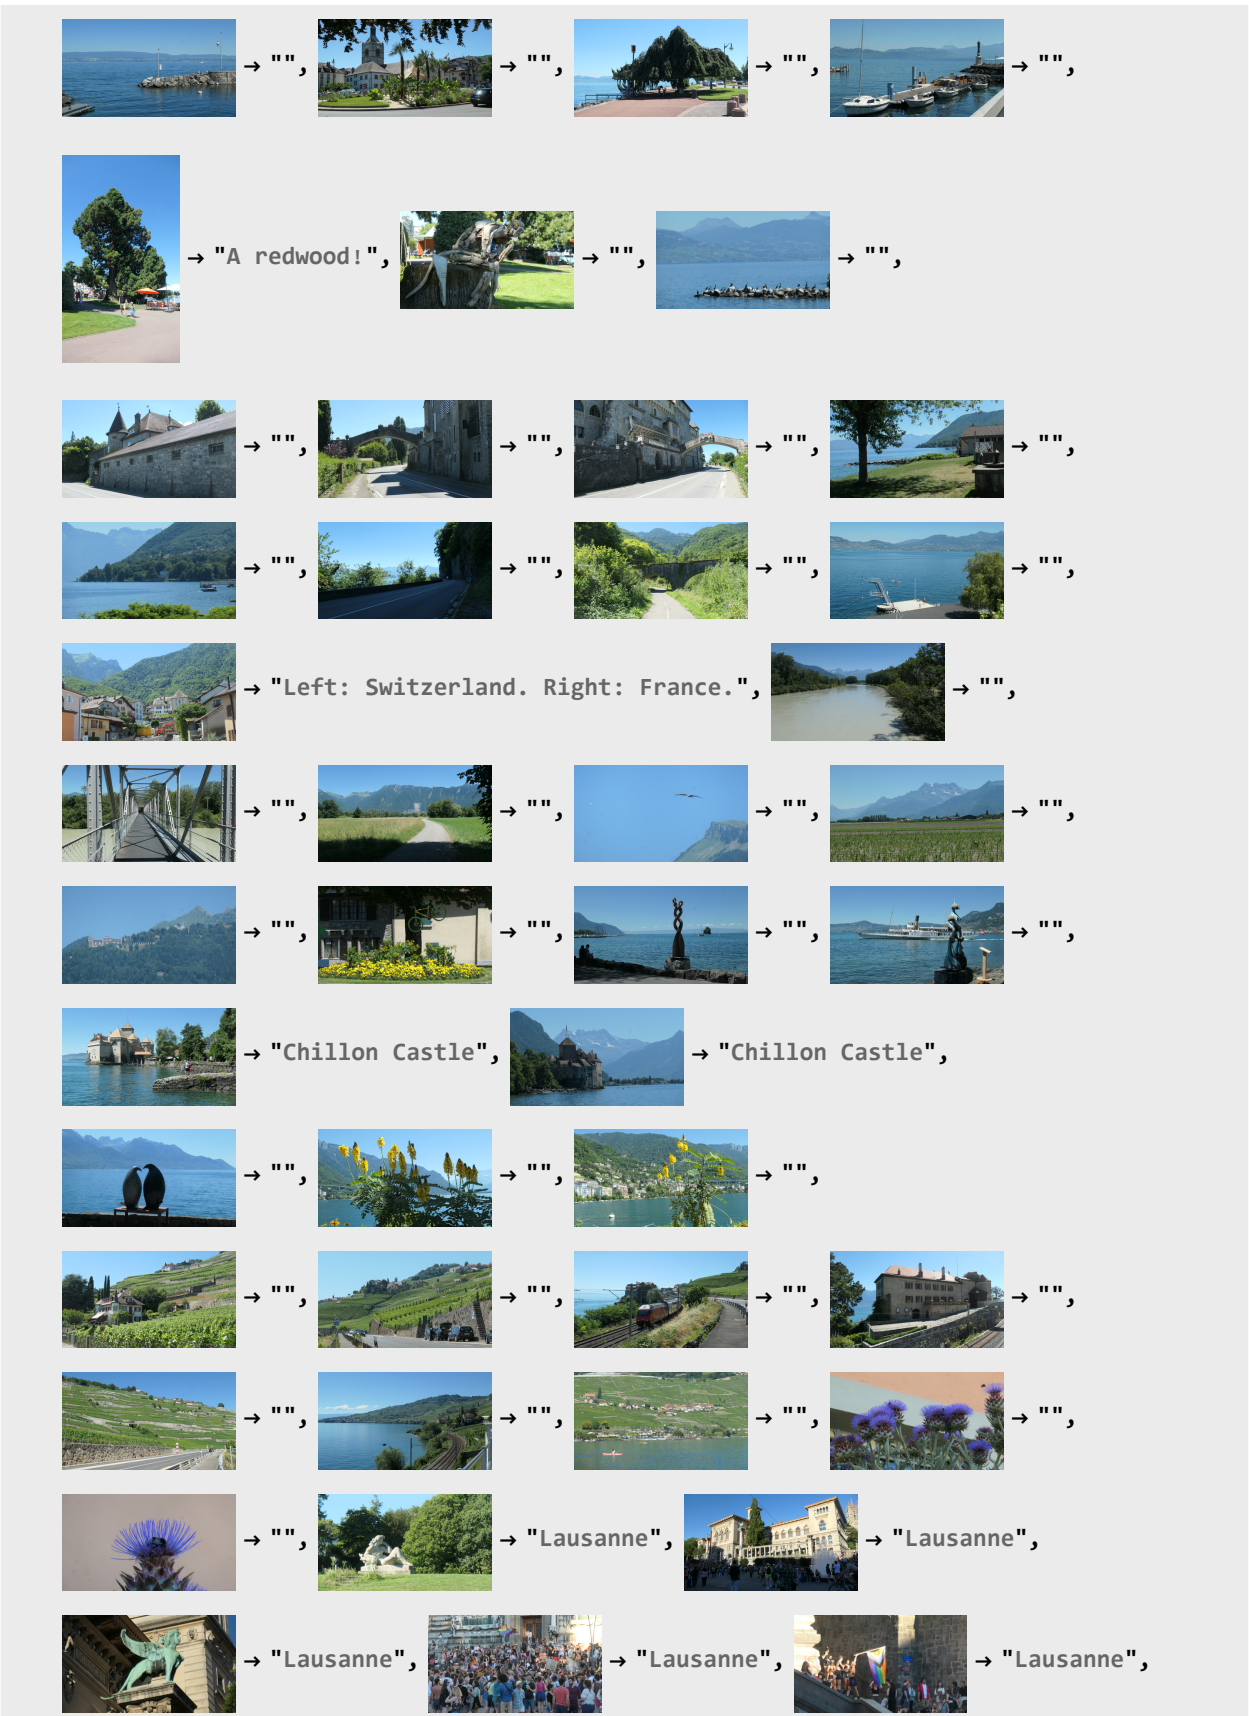 → "", → "", → "", → "",
→ "A redwood!", → "", → "",
→ "", → "", → "", → "",
→ "", → "", → "", → "",
→ "Left: Switzerland. Right: France.", → "",
→ "", → "", → "", → "",
→ "", → "", → "", → "",
→ "Chillon Castle", → "Chillon Castle",
→ "", → "", → "",
→ "", → "", → "", → "",
→ "", → "", → "", → "",
→ "", → "Lausanne", → "Lausanne",
→ "Lausanne", → "Lausanne", → "Lausanne",